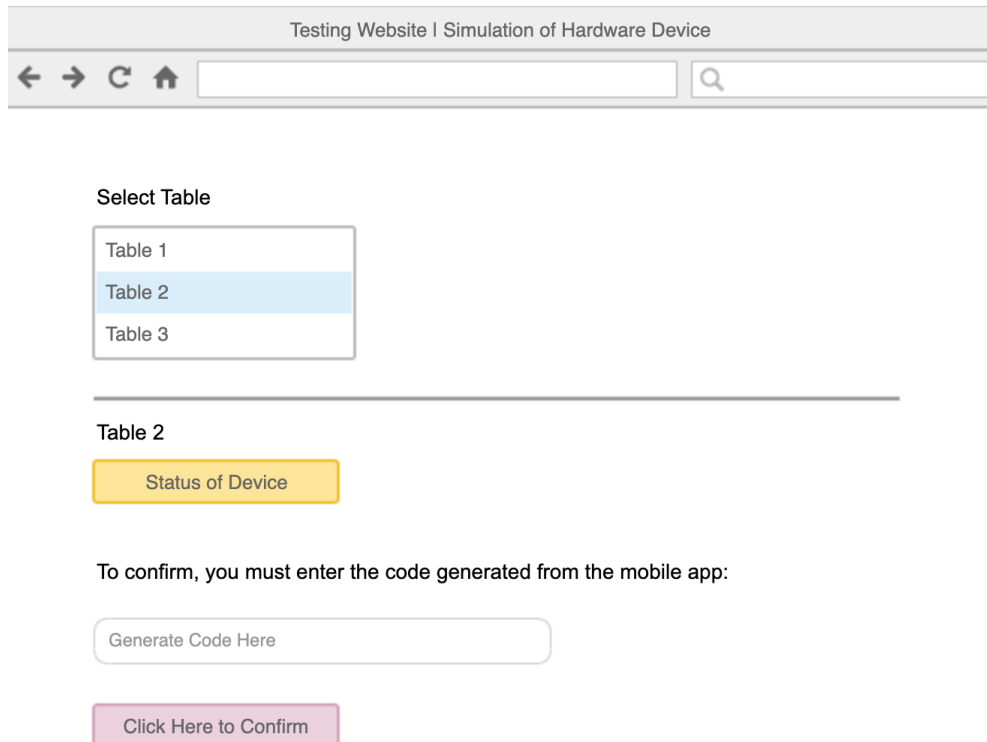 Testing Website I Simulation of Hardware Device
Select Table
Table 1
Table 2
Table 3
Table 2
Status of Device
To confirm, you must enter the code generated from the mobile app:
Generate Code Here
Click Here to Confirm